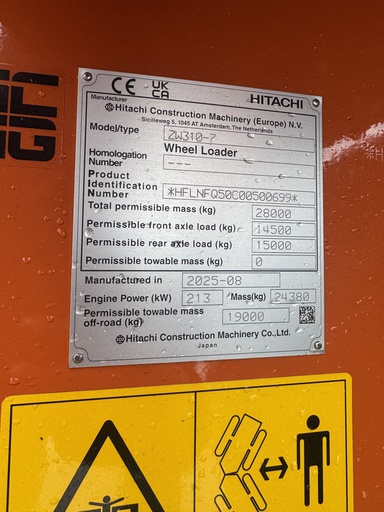 IC
NG
CE UK
CA
HITACHI
Manufacturer
Hitachi Construction Machinery (Europe) N.V.
Sicilieweg 5, 1045 AT Amsterdam, The Netherlands
Model/type ZW310-7
Wheel Loader
Homologation
Number ---
Product
Identification
Number *HFLNFQ50C00500699*
Total permissible mass (kg) 28000
Permissible front axle load (kg) 14500
Permissible rear axle load (kg) 15000
Permissible towable mass (kg) 0
Manufactured in 2025-08
Engine Power (kW) 213 Mass(kg) 24380
Permissible towable mass
off-road (kg) 19000
Hitachi Construction Machinery Co., Ltd.
Japan